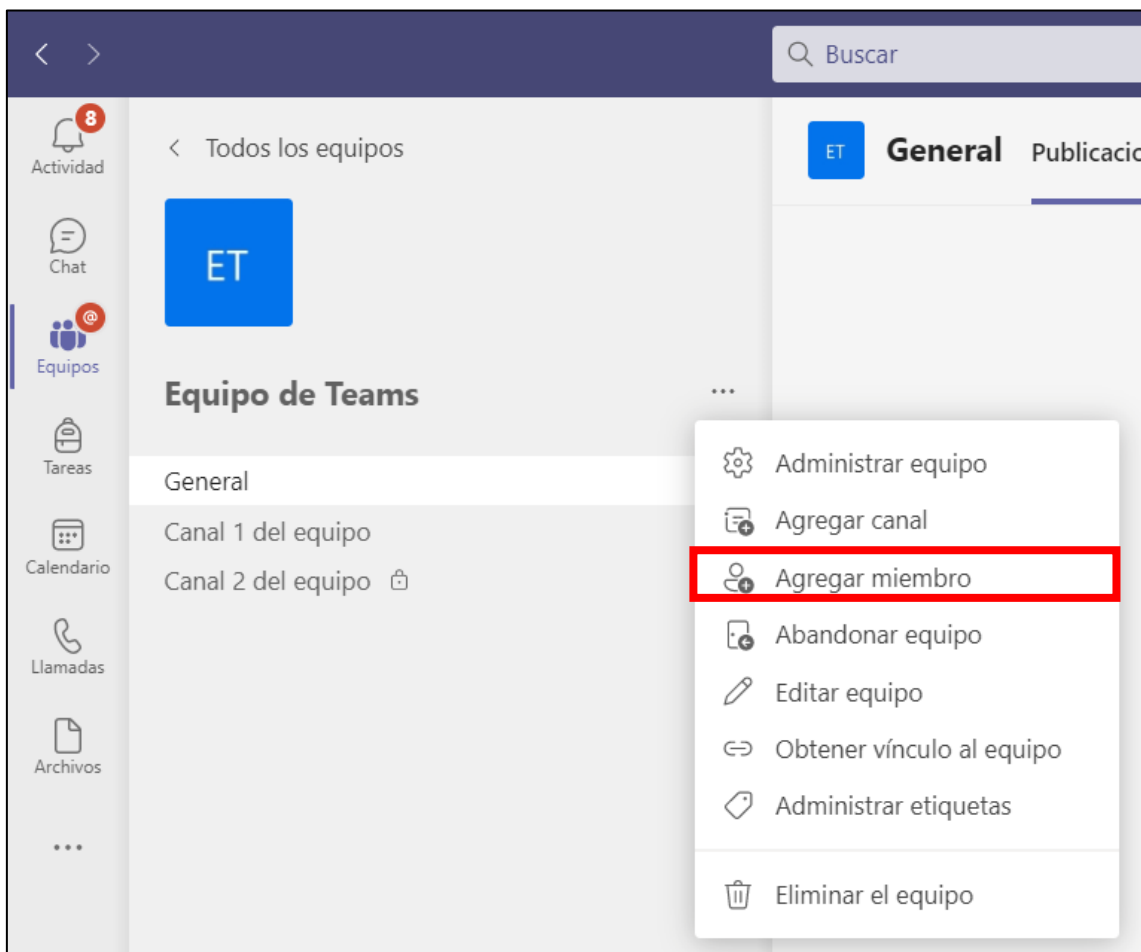 Buscar
8
Actividad
Chat
@
Equipos
Tareas
Calendario
Llamadas
Archivos
Todos los equipos
ET
Equipo de Teams
General
Canal 1 del equipo
Canal 2 del equipo
ET
General Publicacio
Administrar equipo
Agregar canal
Agregar miembro
Abandonar equipo
Editar equipo
Obtener vínculo al equipo
Administrar etiquetas
Eliminar el equipo